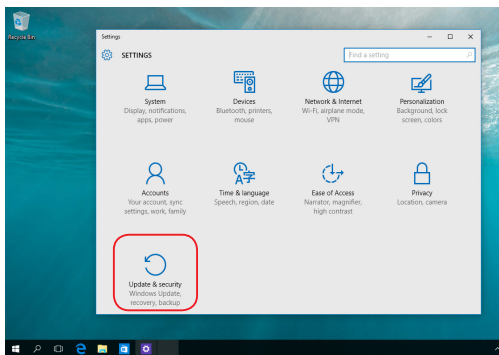 Recycle Bin
Settings
SETTINGS
Find a setting
System
Display, notifications,
apps, power
Devices
Bluetooth, printers,
mouse
Network & Internet
Wi-Fi, airplane mode,
VPN
Personalization
Background, lock
screen, colors
Accounts
Your account, sync
settings, work, family
Time & language
Speech, region, date
Ease of Access
Narrator, magnifier,
high contrast
Privacy
Location, camera
Update & security
Windows Update,
recovery, backup